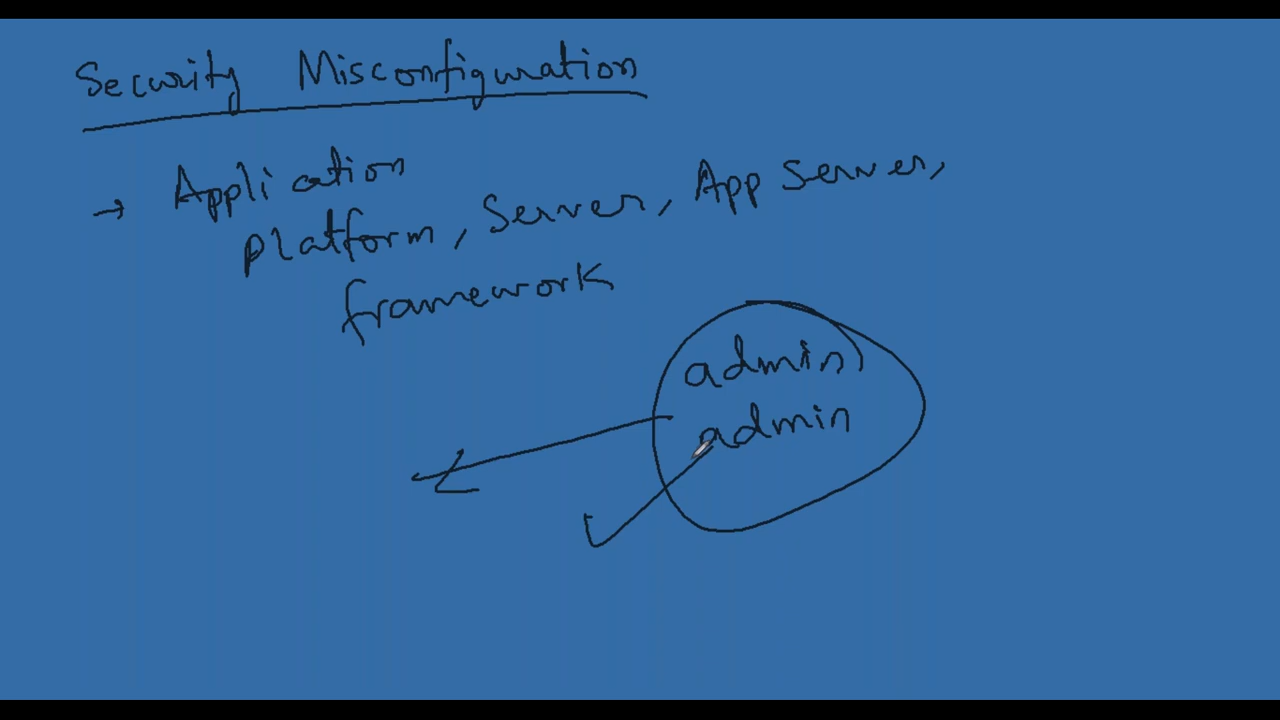 Security Misconfiguration
→ Application
platform, Server, App Server,
framework
admin,
admin